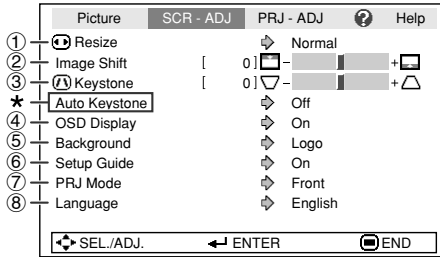 Picture SCR - ADJ PRJ - ADJ ? Help
① Resize Normal
② Image Shift [ 0 ] - +
③ Keystone [ 0 ] - +
* Auto Keystone Off
④ OSD Display On
⑤ Background Logo
⑥ Setup Guide On
⑦ PRJ Mode Front
⑧ Language English
SEL./ADJ. ENTER END